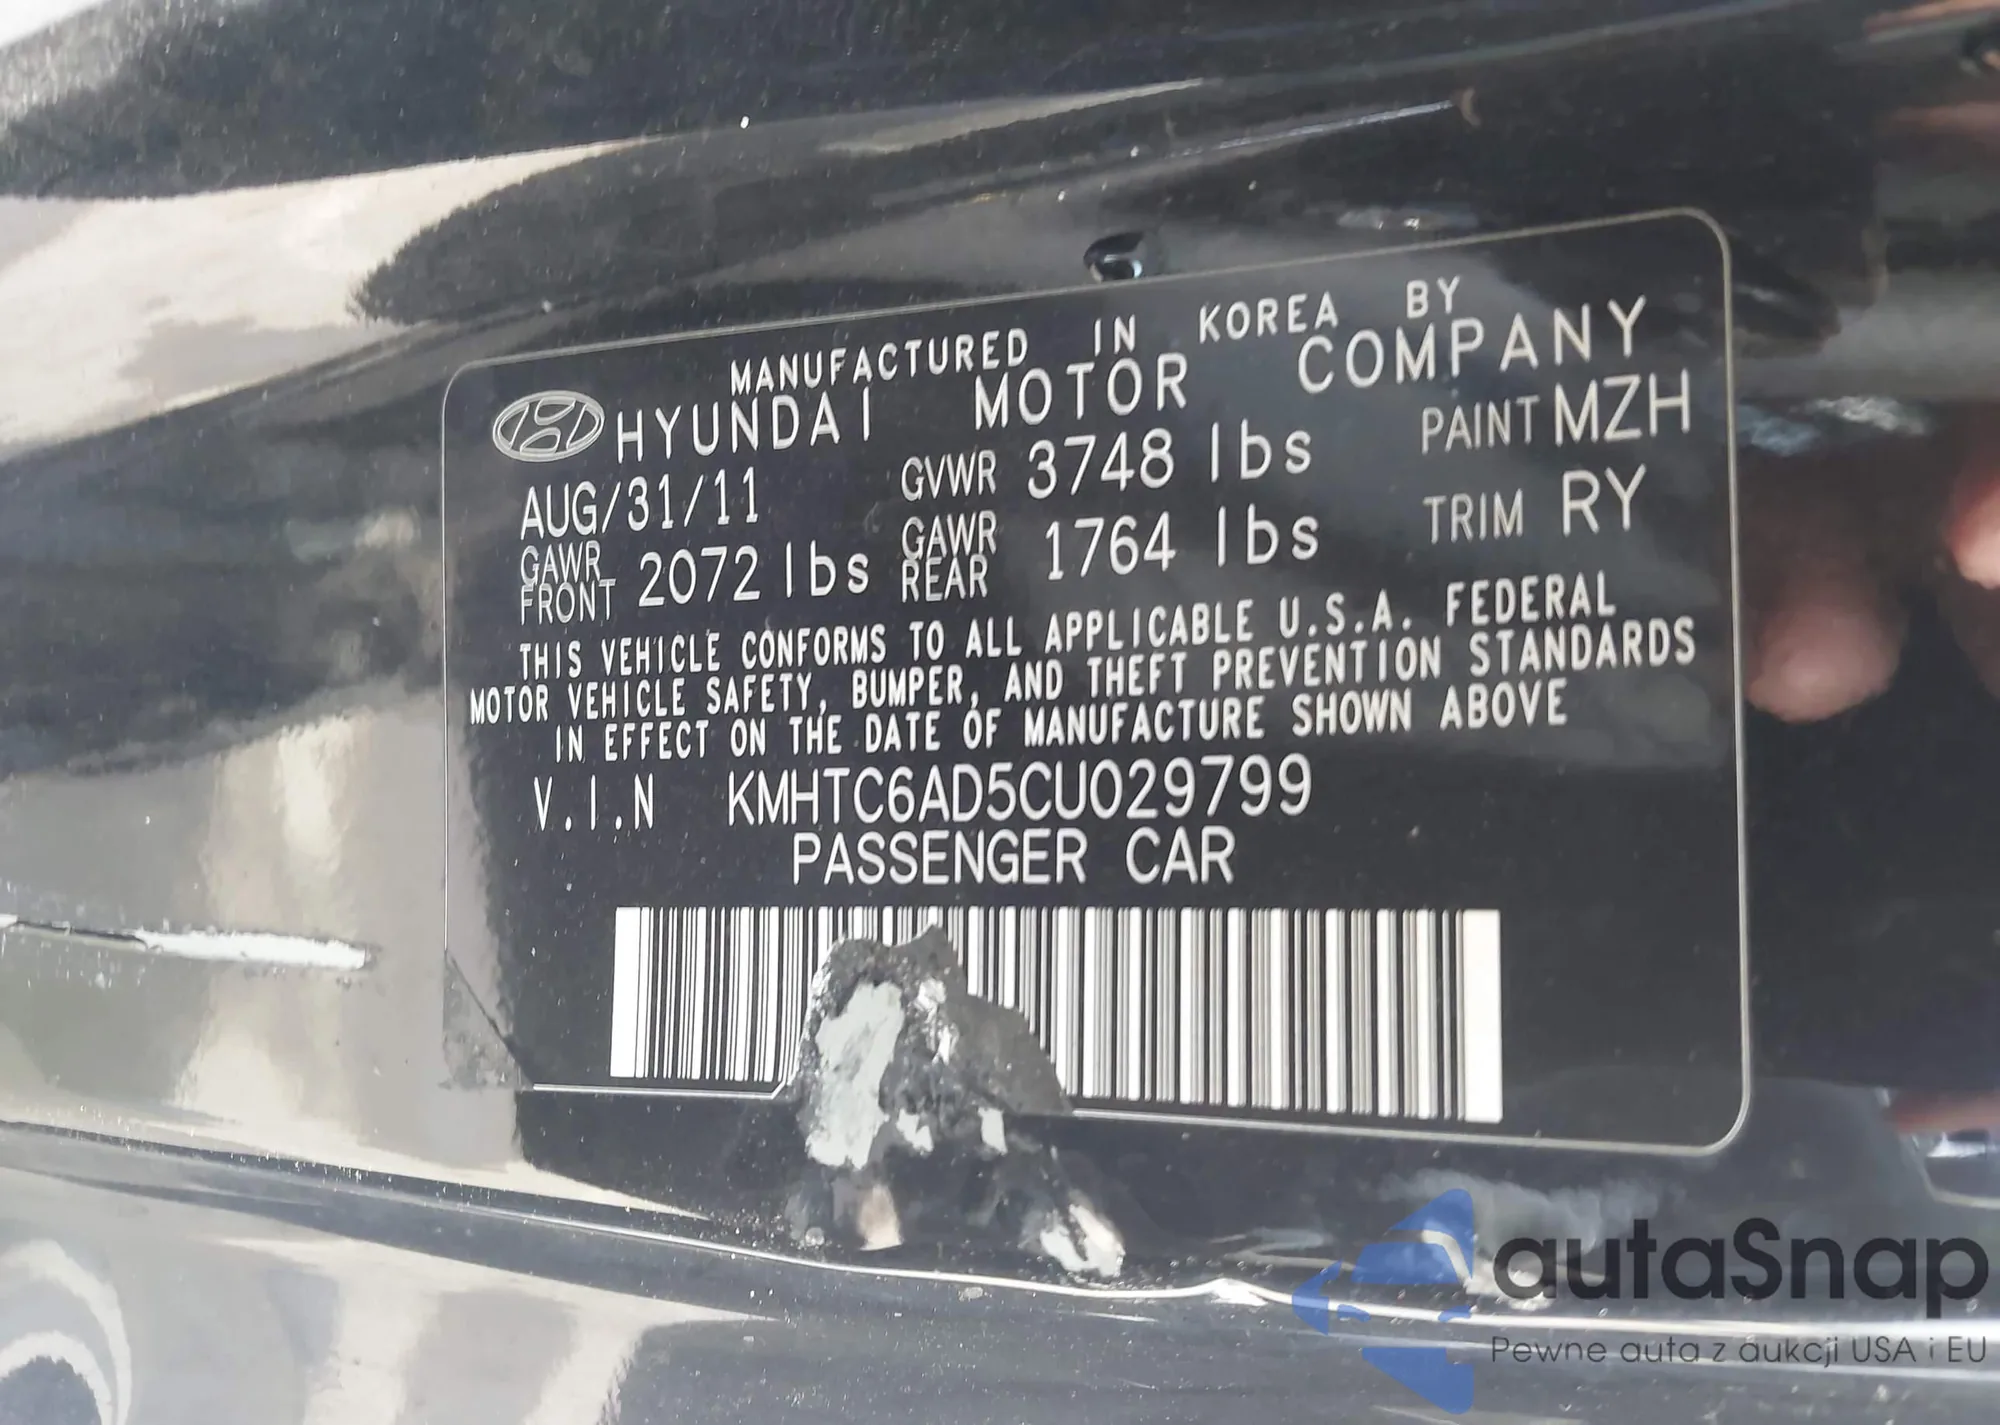 MANUFACTURED IN KOREA BY
HYUNDAI MOTOR COMPANY
AUG/31/11 GVWR 3748 lbs PAINT MZH
GAWR FRONT 2072 lbs GAWR REAR 1764 lbs TRIM RY
THIS VEHICLE CONFORMS TO ALL APPLICABLE U.S.A. FEDERAL
MOTOR VEHICLE SAFETY, BUMPER, AND THEFT PREVENTION STANDARDS
IN EFFECT ON THE DATE OF MANUFACTURE SHOWN ABOVE
V.I.N KMHTC6AD5CU029799
PASSENGER CAR
autaSnap
Pewne auta z aukcji USA i EU